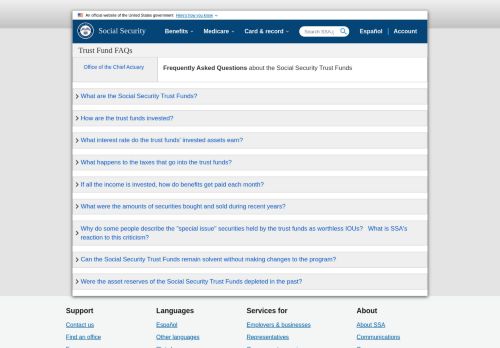 An official website of the United States government Here's how you know
Social Security
Benefits Medicare Card & record Search SSA.g Español Account
Trust Fund FAQs
Office of the Chief Actuary
Frequently Asked Questions about the Social Security Trust Funds
What are the Social Security Trust Funds?
How are the trust funds invested?
What interest rate do the trust funds' invested assets earn?
What happens to the taxes that go into the trust funds?
If all the income is invested, how do benefits get paid each month?
What were the amounts of securities bought and sold during recent years?
Why do some people describe the "special issue" securities held by the trust funds as worthless IOUs? What is SSA's
reaction to this criticism?
Can the Social Security Trust Funds remain solvent without making changes to the program?
Were the asset reserves of the Social Security Trust Funds depleted in the past?
Support Languages Services for About
Contact us Español Employers & businesses About SSA
Find an office Other languages Representatives Communications